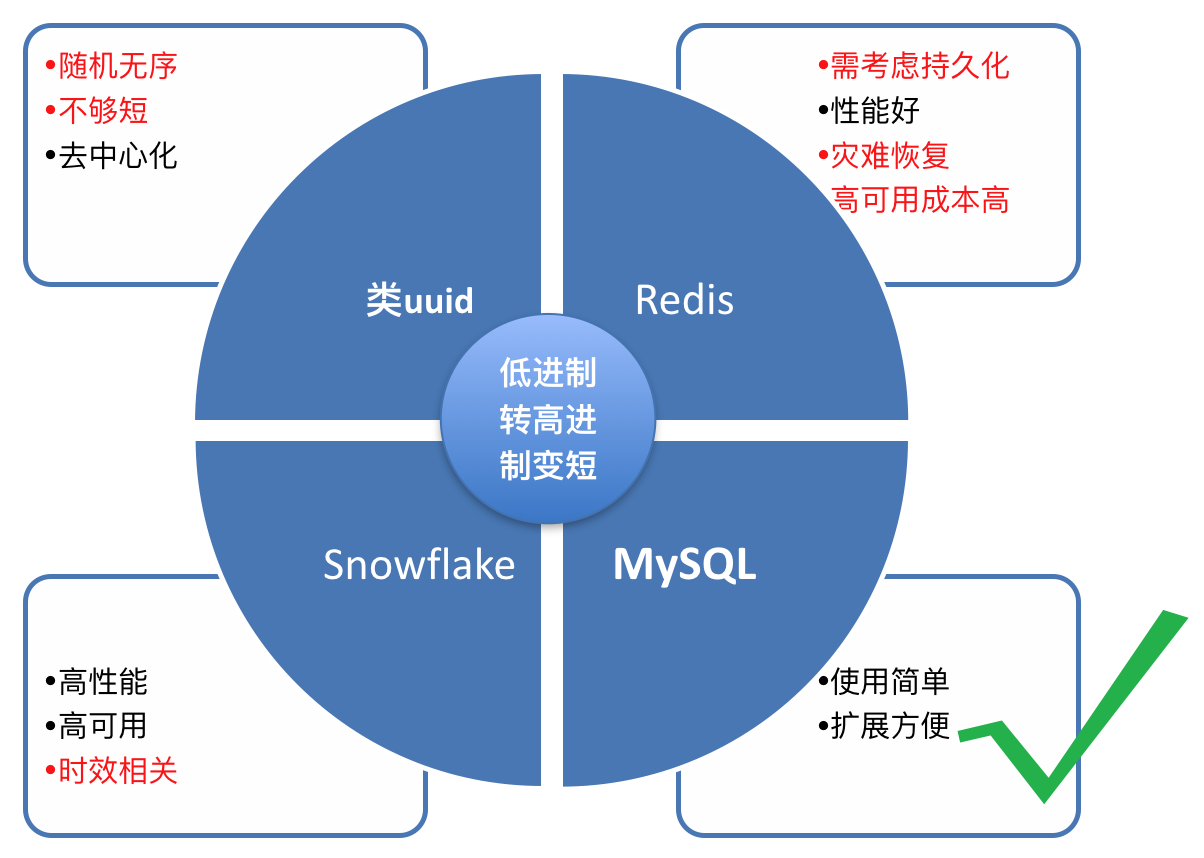 •随机无序
•不够短
•去中心化
•需考虑持久化
•性能好
•灾难恢复
高可用成本高
类uuid
Redis
低进制
转高进
制变短
Snowflake
MySQL
•高性能
•高可用
•时效相关
•使用简单
•扩展方便